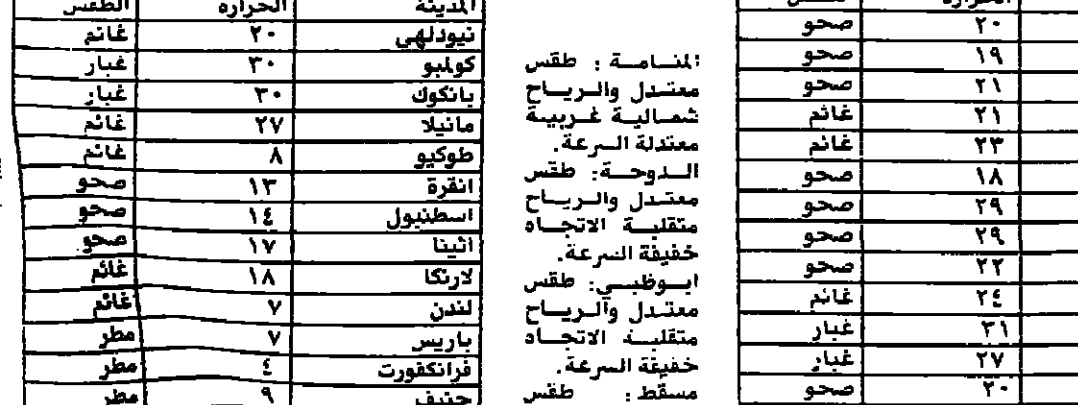 الحرارة
٢٠ صحو
١٩ صحو
٢١ صحو
٢١ غائم
٢٣ غائم
١٨ صحو
٢٩ صحو
٢٩ صحو
٢٢ صحو
٢٤ غائم
٣١ غبار
٢٧ غبار
٢٠ صحو
المنامة : طقس
معتدل والرياح
شمالية غربية
معتدلة السرعة.
الدوحة: طقس
معتدل والرياح
متقلبة الاتجاه
خفيفة السرعة.
ابوظبي: طقس
معتدل والرياح
متقلبة الاتجاه
خفيفة السرعة.
مسقط : طقس
المدينة الحرارة الطقس
نيودلهي ٢٠ غائم
كولمبو ٣٠ غبار
بانكوك ٣٠ غبار
مانيلا ٢٧ غائم
طوكيو ٨ غائم
انقرة ١٣ صحو
اسطنبول ١٤ صحو
اثينا ١٧ صحو
لارنكا ١٨ غائم
لندن ٧ غائم
باريس ٧ مطر
فرانكفورت ٤ مطر
جنيف ٩ مطر